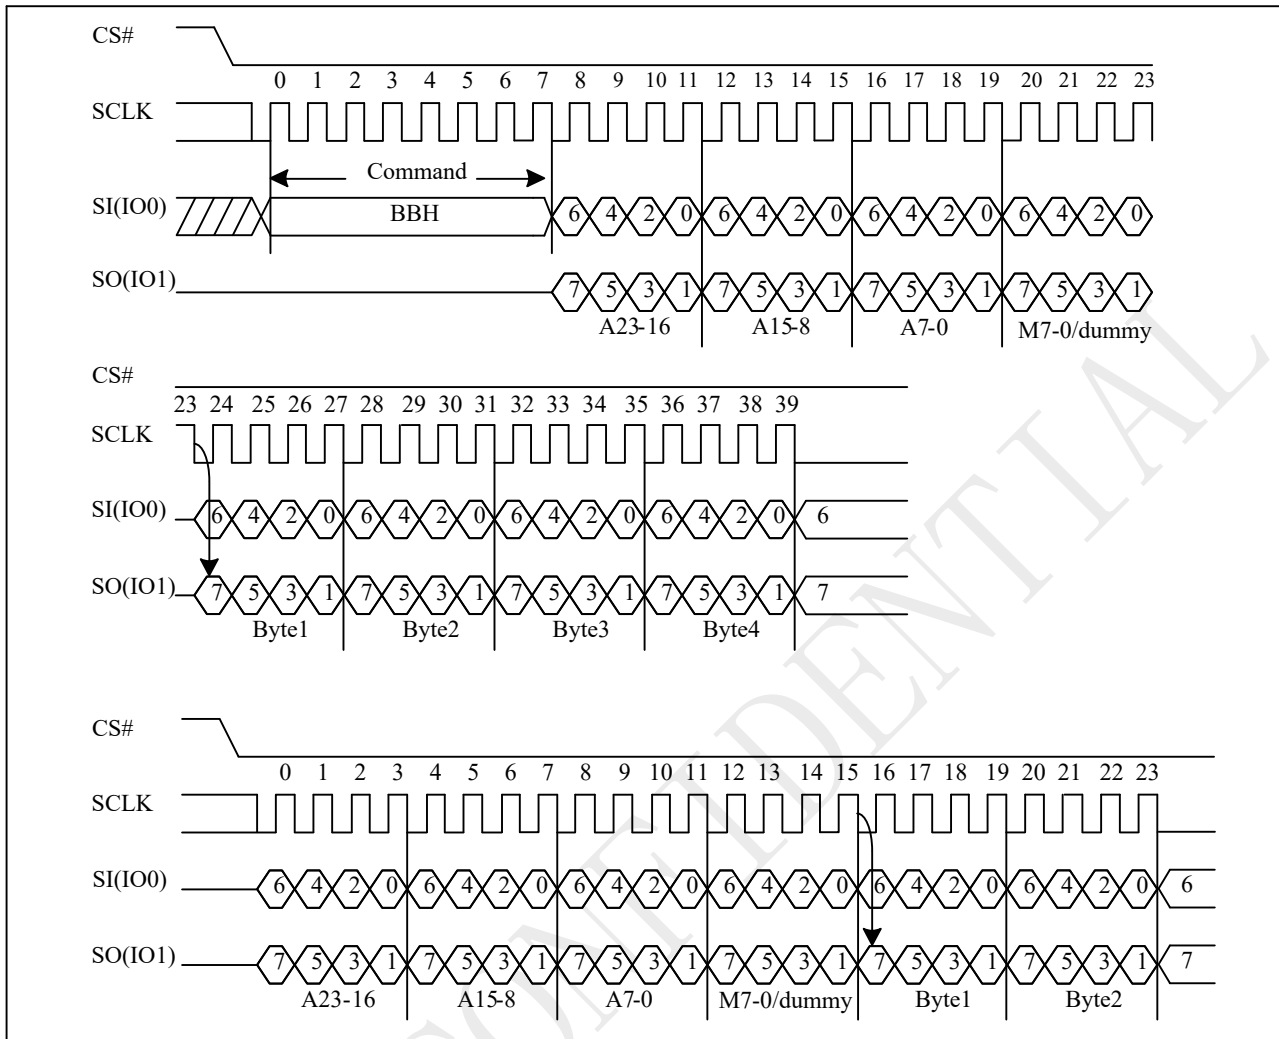 CS#
0 1 2 3 4 5 6 7 8 9 10 11 12 13 14 15 16 17 18 19 20 21 22 23
SCLK
Command
SI(IO0) BBH 6 4 2 0 6 4 2 0 6 4 2 0 6 4 2 0
SO(IO1) 7 5 3 1 7 5 3 1 7 5 3 1 7 5 3 1
A23-16 A15-8 A7-0 M7-0/dummy
CS#
23 24 25 26 27 28 29 30 31 32 33 34 35 36 37 38 39
SCLK
SI(IO0) 6 4 2 0 6 4 2 0 6 4 2 0 6 4 2 0 6
SO(IO1) 7 5 3 1 7 5 3 1 7 5 3 1 7 5 3 1 7
Byte1 Byte2 Byte3 Byte4
CS#
0 1 2 3 4 5 6 7 8 9 10 11 12 13 14 15 16 17 18 19 20 21 22 23
SCLK
SI(IO0) 6 4 2 0 6 4 2 0 6 4 2 0 6 4 2 0 6 4 2 0 6 4 2 0 6
SO(IO1) 7 5 3 1 7 5 3 1 7 5 3 1 7 5 3 1 7 5 3 1 7 5 3 1 7
A23-16 A15-8 A7-0 M7-0/dummy Byte1 Byte2
CONFIDENTIAL